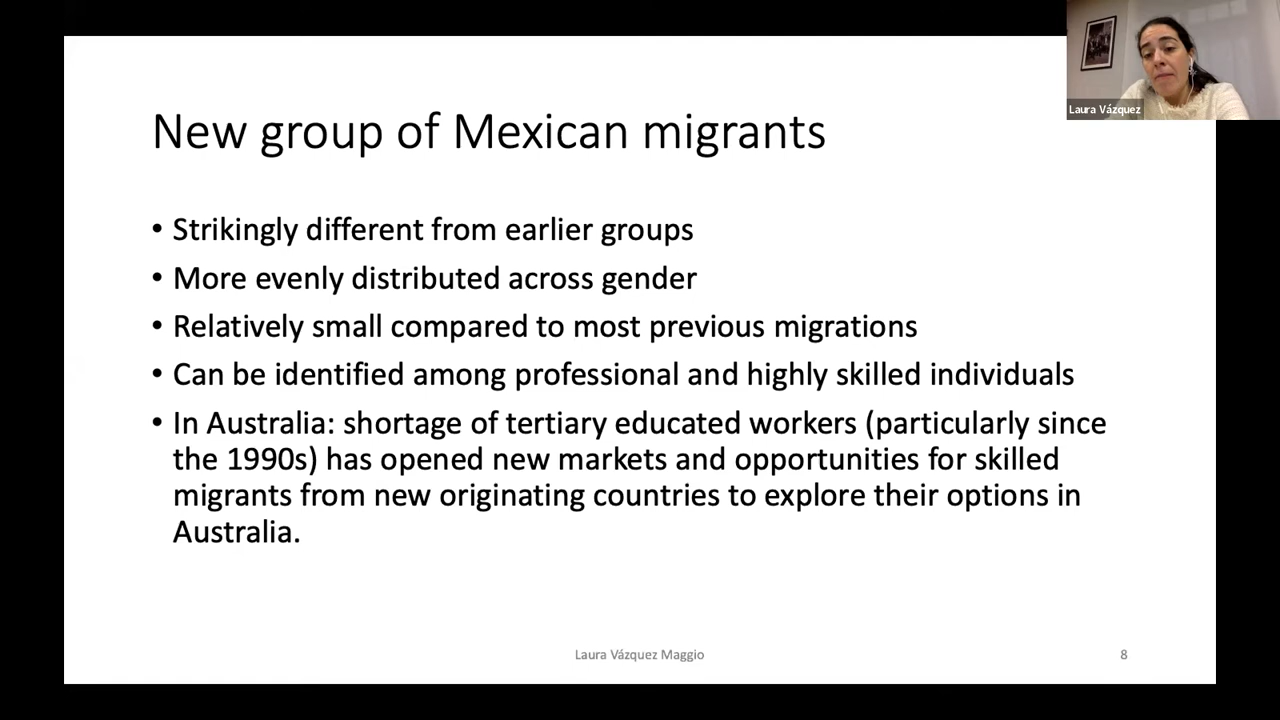 Laura Vázquez
New group of Mexican migrants
• Strikingly different from earlier groups
• More evenly distributed across gender
• Relatively small compared to most previous migrations
• Can be identified among professional and highly skilled individuals
• In Australia: shortage of tertiary educated workers (particularly since
the 1990s) has opened new markets and opportunities for skilled
migrants from new originating countries to explore their options in
Australia.
Laura Vázquez Maggio
8